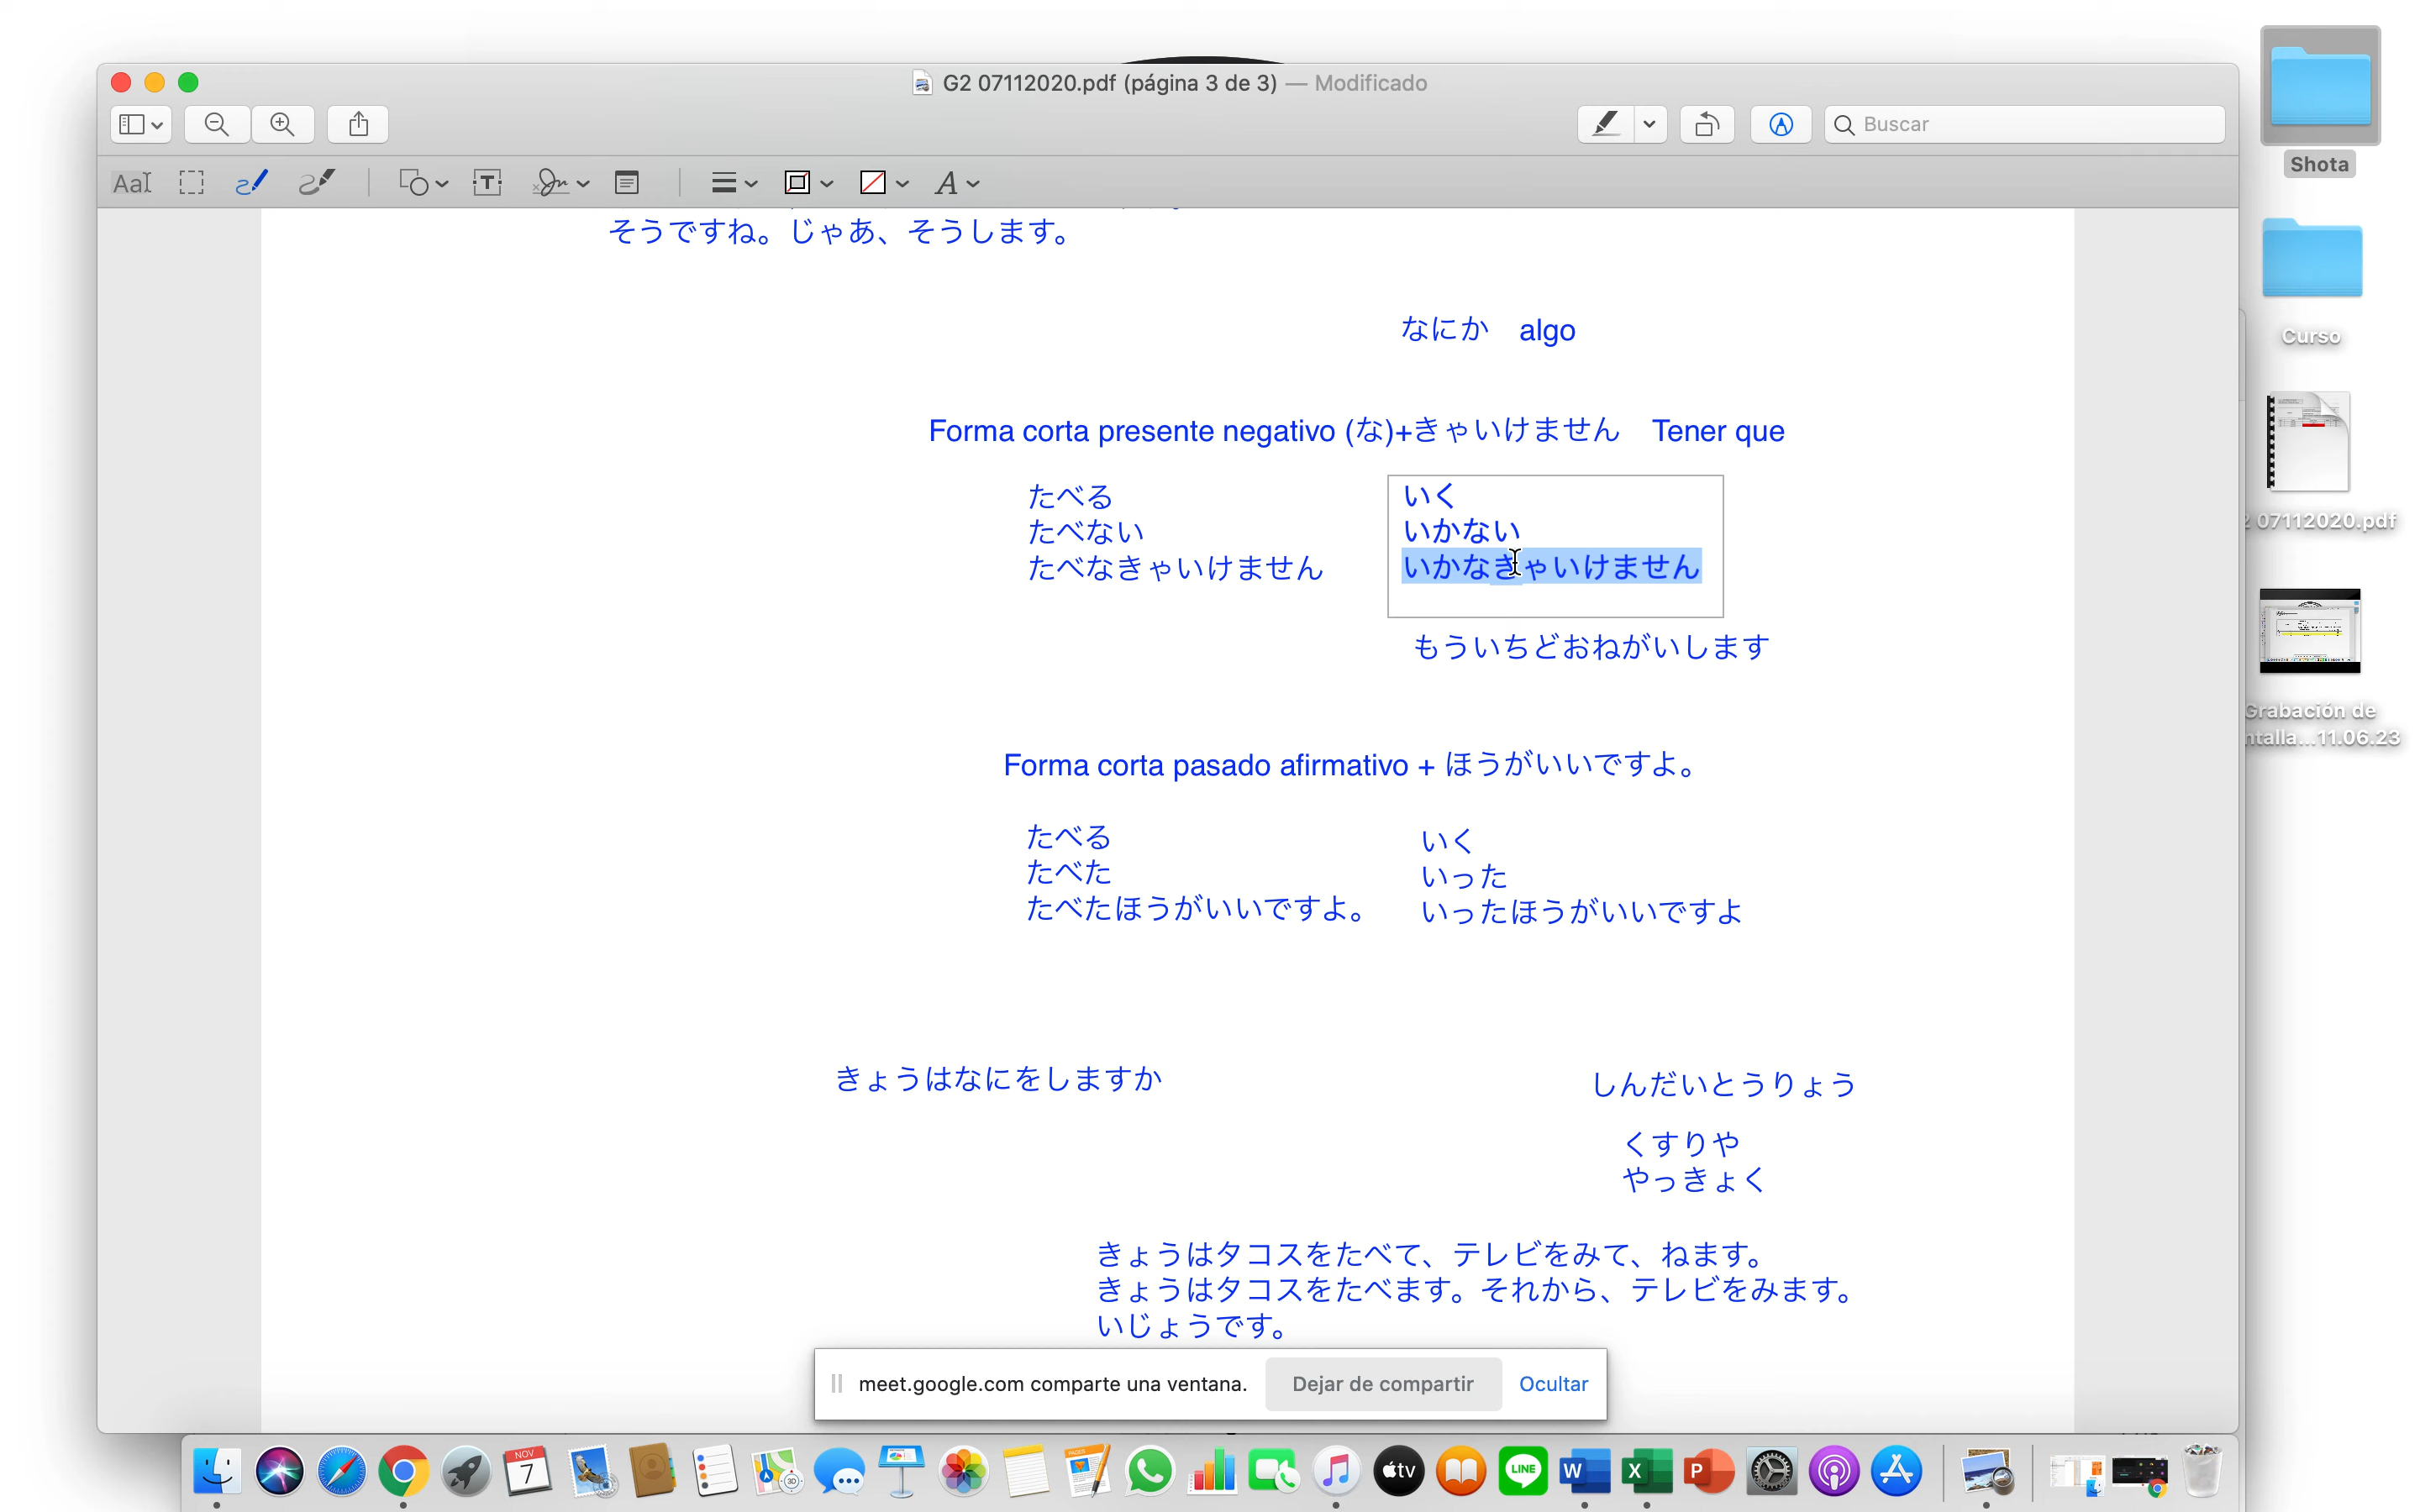 G2 07112020.pdf (página 3 de 3) — Modificado
Buscar
Shota
そうですね。じゃあ、そうします。
Curso
なにか　algo
Forma corta presente negativo (な)+きゃいけません　Tener que
たべる
たべない
たべなきゃいけません
いく
いかない
いかなきゃいけません
2 07112020.pdf
もういちどおねがいします
Grabación de
ntalla...11.06.23
Forma corta pasado afirmativo + ほうがいいですよ。
たべる
たべた
たべたほうがいいですよ。
いく
いった
いったほうがいいですよ
きょうはなにをしますか
しんだいとうりょう
くすりや
やっきょく
きょうはタコスをたべて、テレビをみて、ねます。
きょうはタコスをたべます。それから、テレビをみます。
いじょうです。
meet.google.com comparte una ventana.
Dejar de compartir
Ocultar
NOV
7
3D
PAGES
tv
LINE
W
X
P